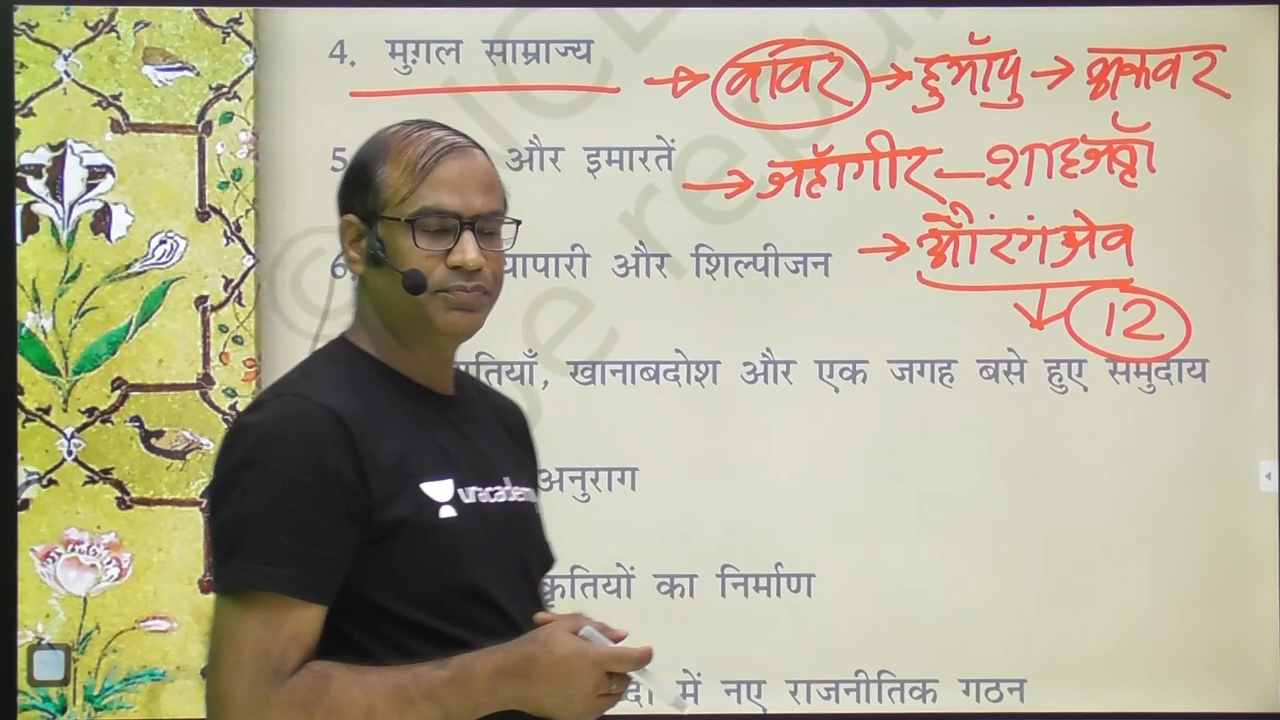 4. मुग़ल साम्राज्य → बाबर → हुमाँयु → अकबर
5 और इमारतें → जहाँगीर – शाहजहाँ
6 यापारी और शिल्पीजन → औरंगजेब
↓ 12
तियाँ, खानाबदोश और एक जगह बसे हुए समुदाय
अनुराग
unacademy
कृतियों का निर्माण
में नए राजनीतिक गठन